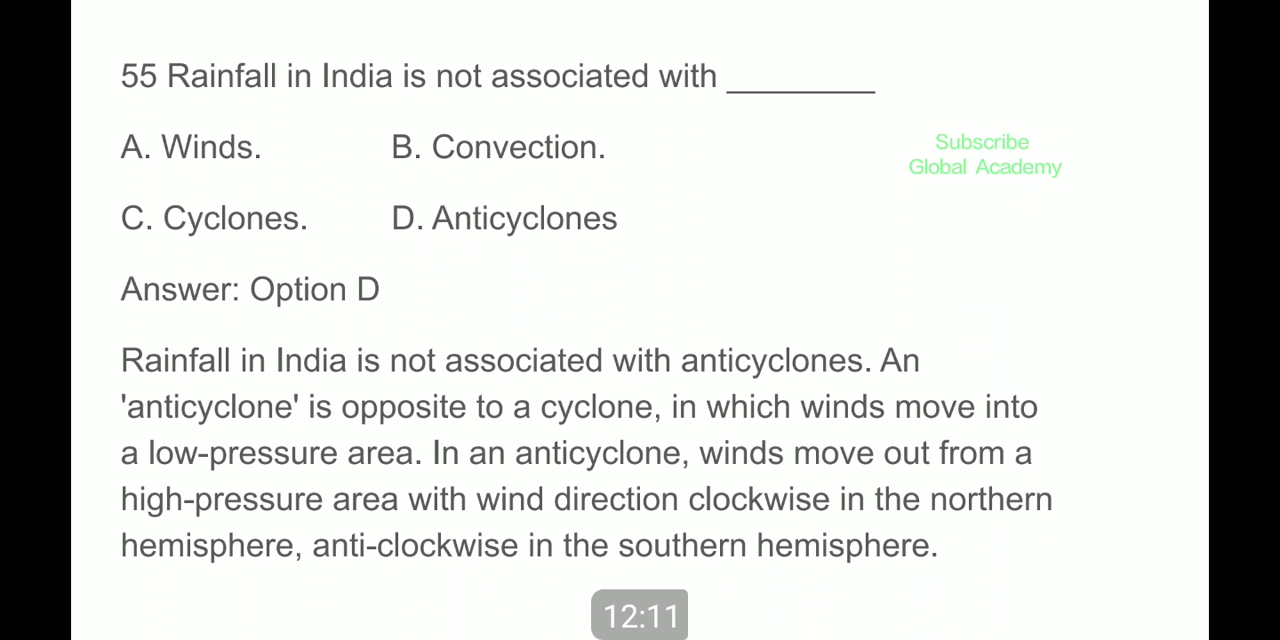 55 Rainfall in India is not associated with ________
A. Winds. B. Convection.
Subscribe
Global Academy
C. Cyclones. D. Anticyclones
Answer: Option D
Rainfall in India is not associated with anticyclones. An
'anticyclone' is opposite to a cyclone, in which winds move into
a low-pressure area. In an anticyclone, winds move out from a
high-pressure area with wind direction clockwise in the northern
hemisphere, anti-clockwise in the southern hemisphere.
12:11